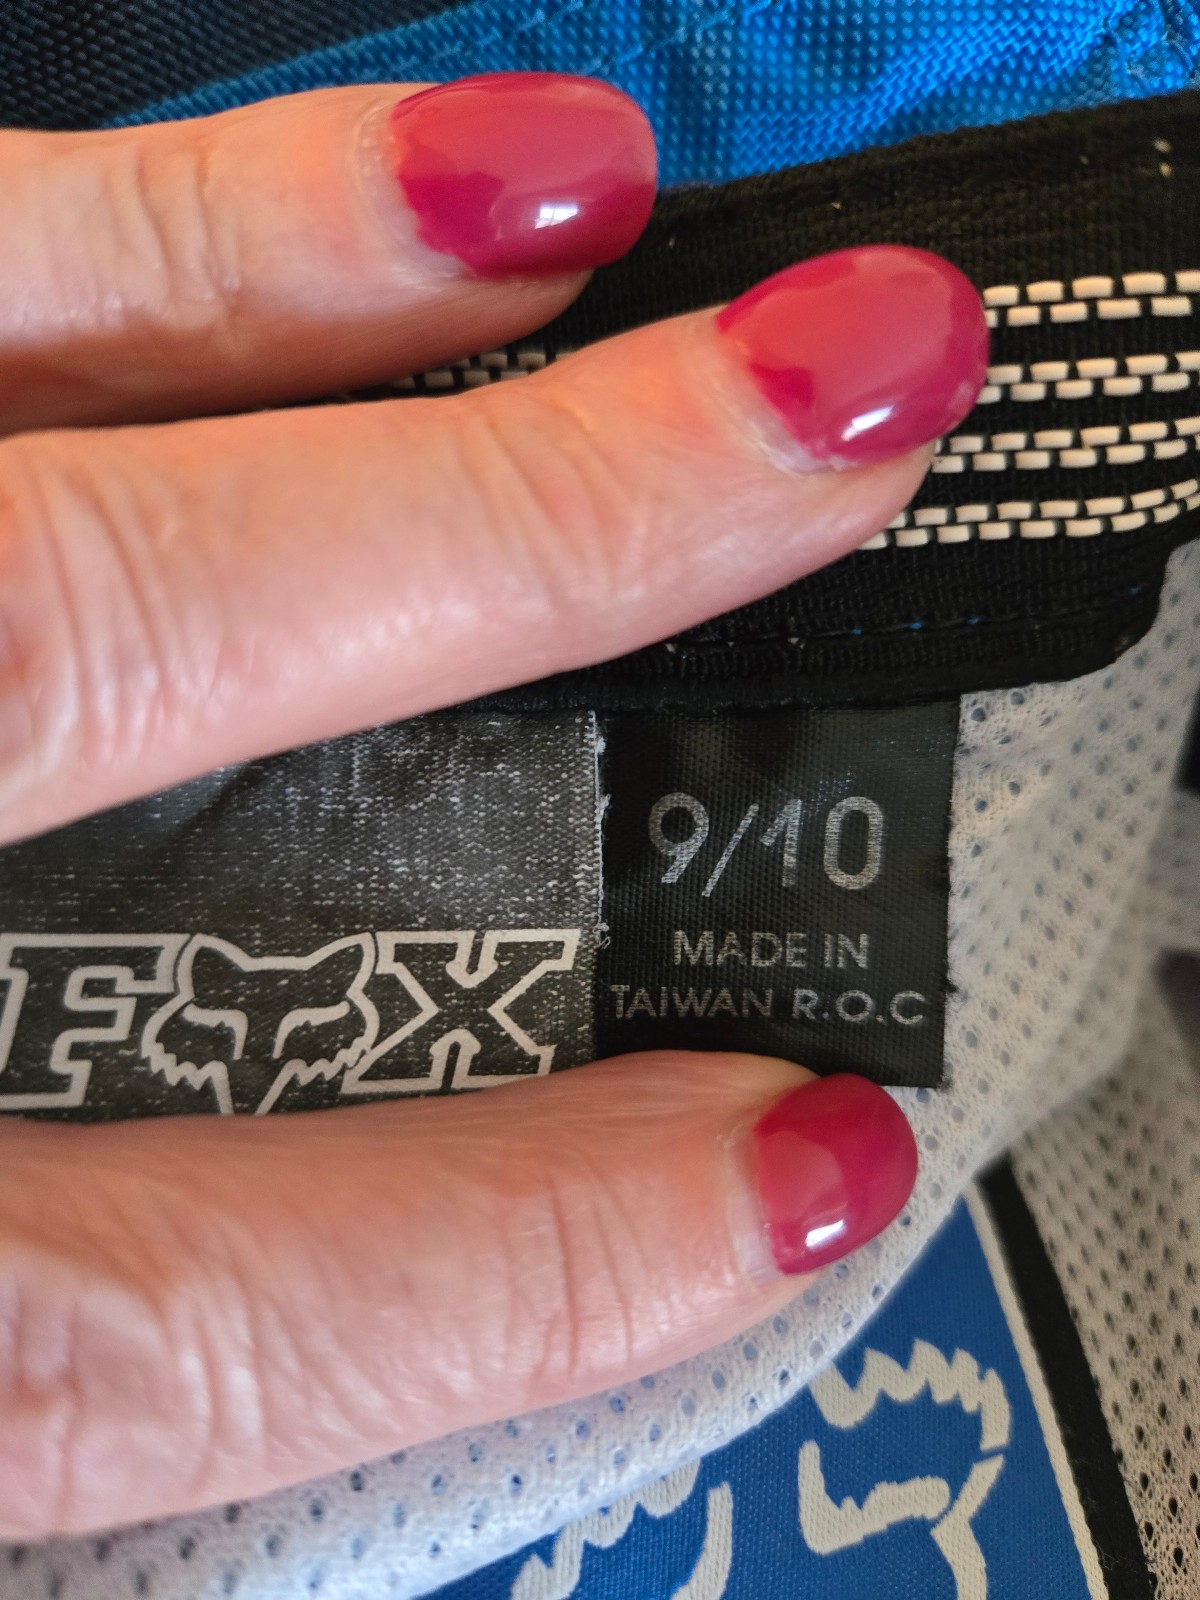 FOX
9/10
MADE IN
TAIWAN R.O.C